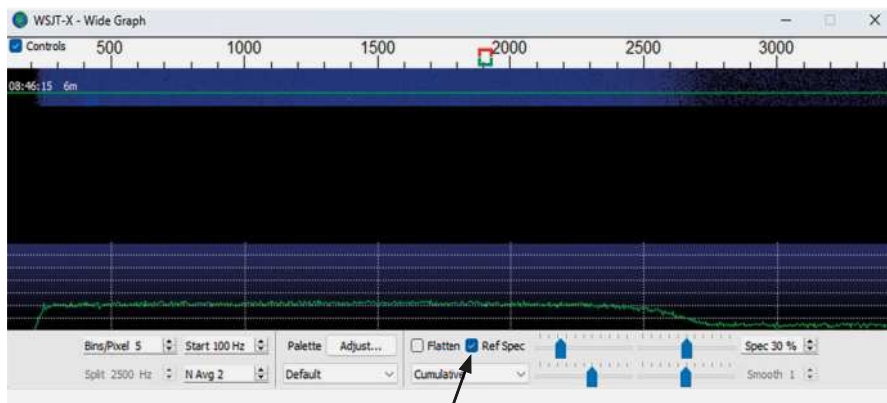 WSJT-X - Wide Graph
Controls 500 1000 1500 2000 2500 3000
08:46:15 6m
Bins/Pixel 5 Start 100 Hz Palette Adjust... Flatten Ref Spec Spec 30 %
Split 2500 Hz N Avg 2 Default Cumulative Smooth 1